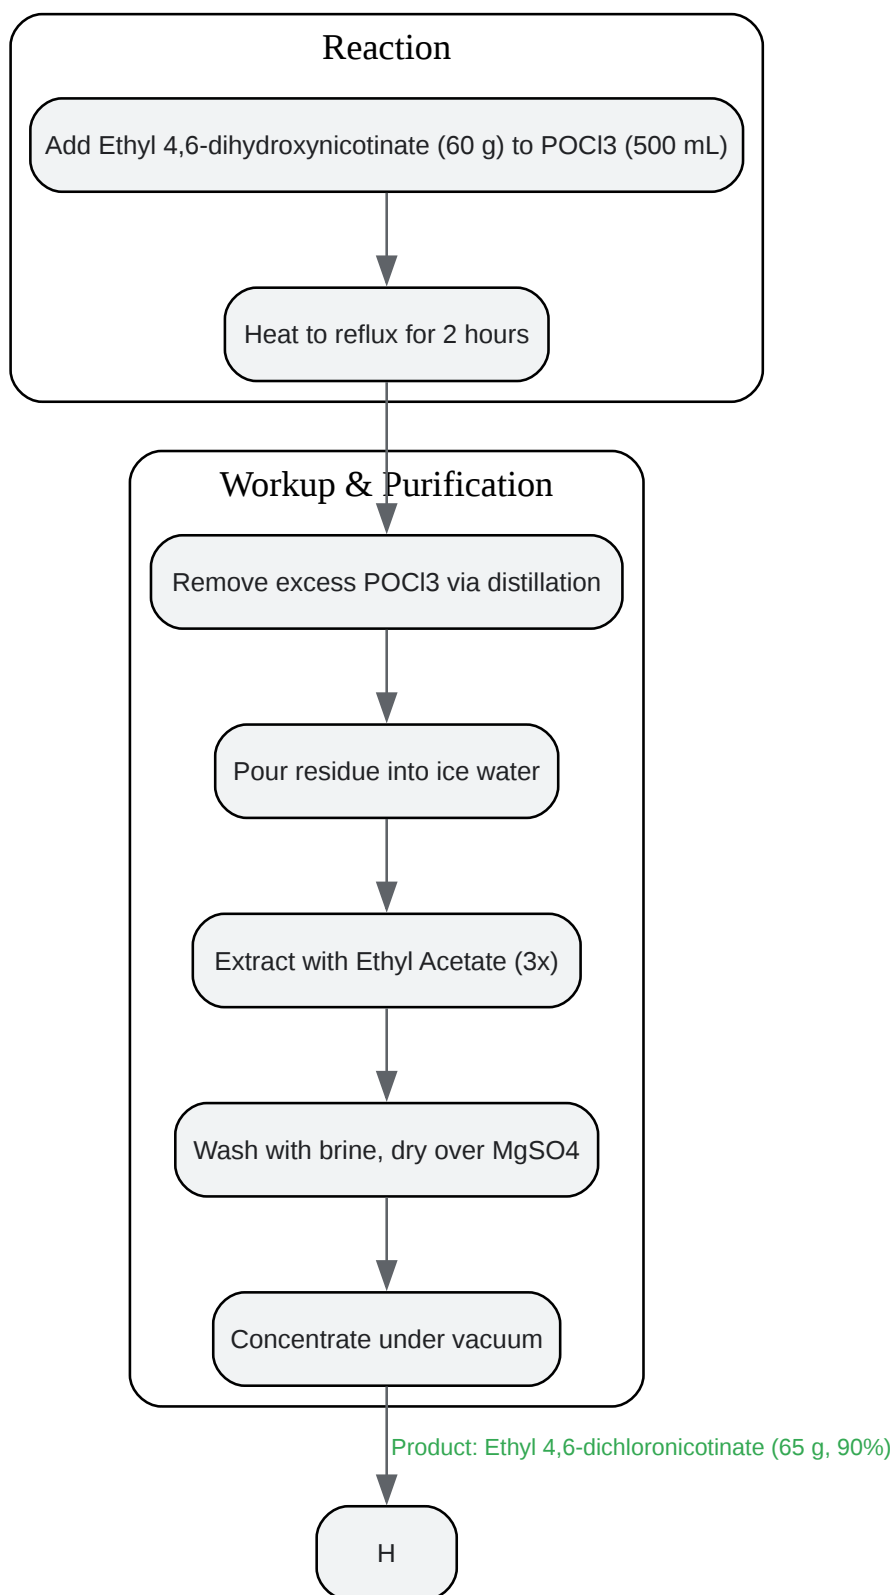 Reaction
Add Ethyl 4,6-dihydroxynicotinate (60 g) to POCl3 (500 mL)
Heat to reflux for 2 hours
Workup & Purification
Remove excess POCl3 via distillation
Pour residue into ice water
Extract with Ethyl Acetate (3x)
Wash with brine, dry over MgSO4
Concentrate under vacuum
Product: Ethyl 4,6-dichloronicotinate (65 g, 90%)
H